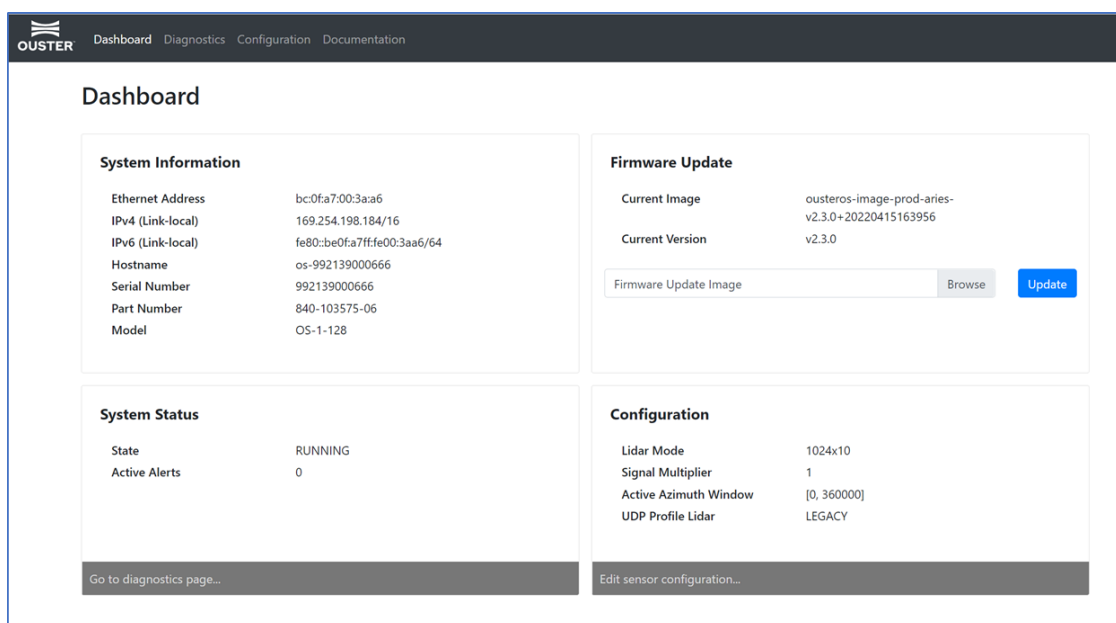 OUSTER
Dashboard Diagnostics Configuration Documentation
Dashboard
System Information
Ethernet Address bc:0f:a7:00:3a:a6
IPv4 (Link-local) 169.254.198.184/16
IPv6 (Link-local) fe80::be0f:a7ff:fe00:3aa6/64
Hostname os-992139000666
Serial Number 992139000666
Part Number 840-103575-06
Model OS-1-128
Firmware Update
Current Image ousteros-image-prod-aries-
v2.3.0+20220415163956
Current Version v2.3.0
Firmware Update Image Browse Update
System Status
State RUNNING
Active Alerts 0
Go to diagnostics page...
Configuration
Lidar Mode 1024x10
Signal Multiplier 1
Active Azimuth Window [0, 360000]
UDP Profile Lidar LEGACY
Edit sensor configuration...